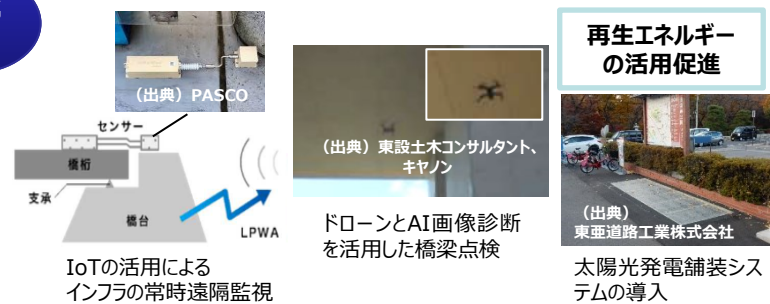 （出典）PASCO
センサー
橋桁
支承
橋台
LPWA
IoTの活用による
インフラの常時遠隔監視
（出典）東設土木コンサルタント、
キヤノン
ドローンとAI画像診断
を活用した橋梁点検
再生エネルギー
の活用促進
（出典）
東亜道路工業株式会社
太陽光発電舗装シス
テムの導入